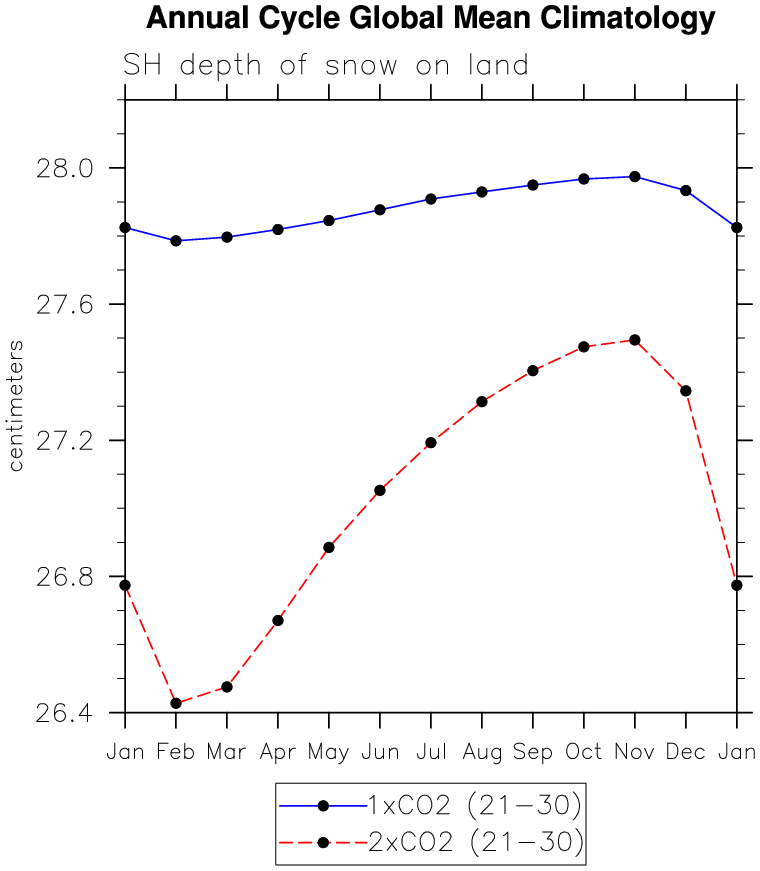 Annual Cycle Global Mean Climatology
SH depth of snow on land
28.0
27.6
27.2
26.8
26.4
centimeters
Jan Feb Mar Apr May Jun Jul Aug Sep Oct Nov Dec Jan
1xCO2 (21-30)
2xCO2 (21-30)